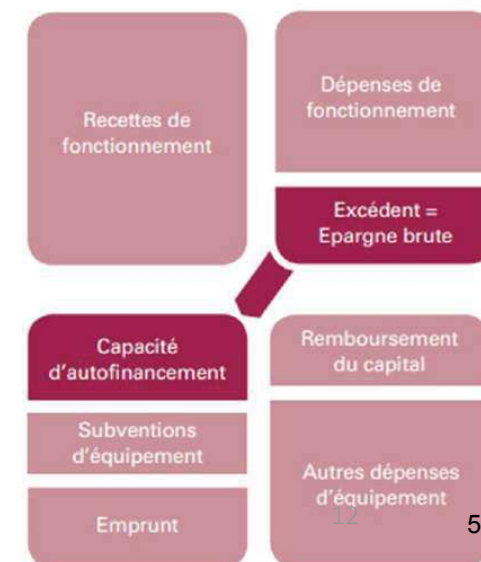 Recettes de
fonctionnement
Dépenses de
fonctionnement
Excédent =
Epargne brute
Capacité
d'autofinancement
Remboursement
du capital
Subventions
d'équipement
Autres dépenses
d'équipement
Emprunt
12
5